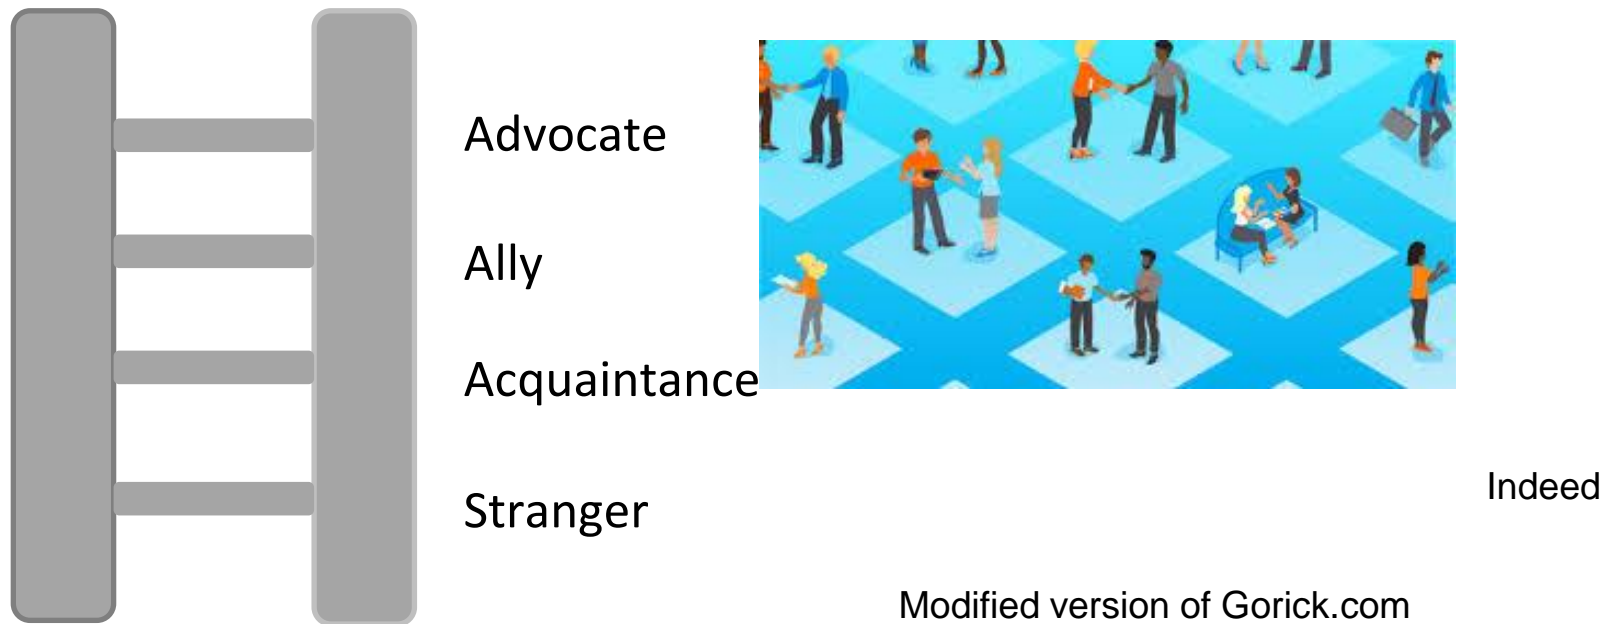 Advocate
Ally
Acquaintance
Stranger
Indeed
Modified version of Gorick.com